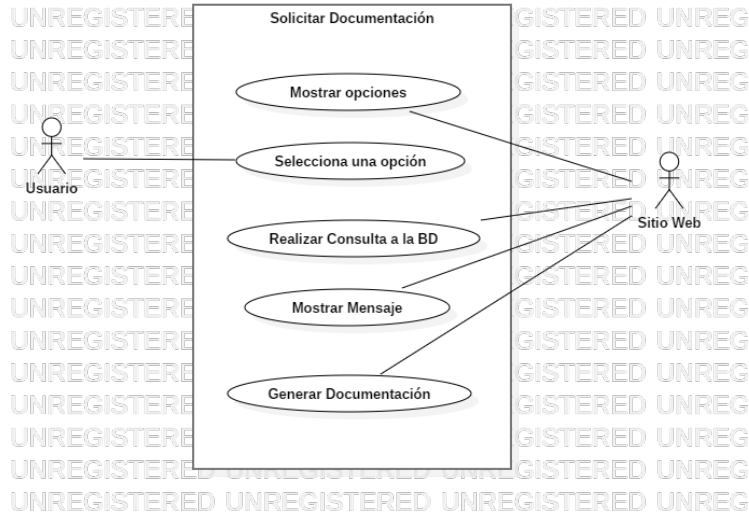 Solicitar Documentación
Mostrar opciones
Selecciona una opción
Usuario
Sitio Web
Realizar Consulta a la BD
Mostrar Mensaje
Generar Documentación
UNREGISTERED UNREGISTERED UNREGISTERED UNREG